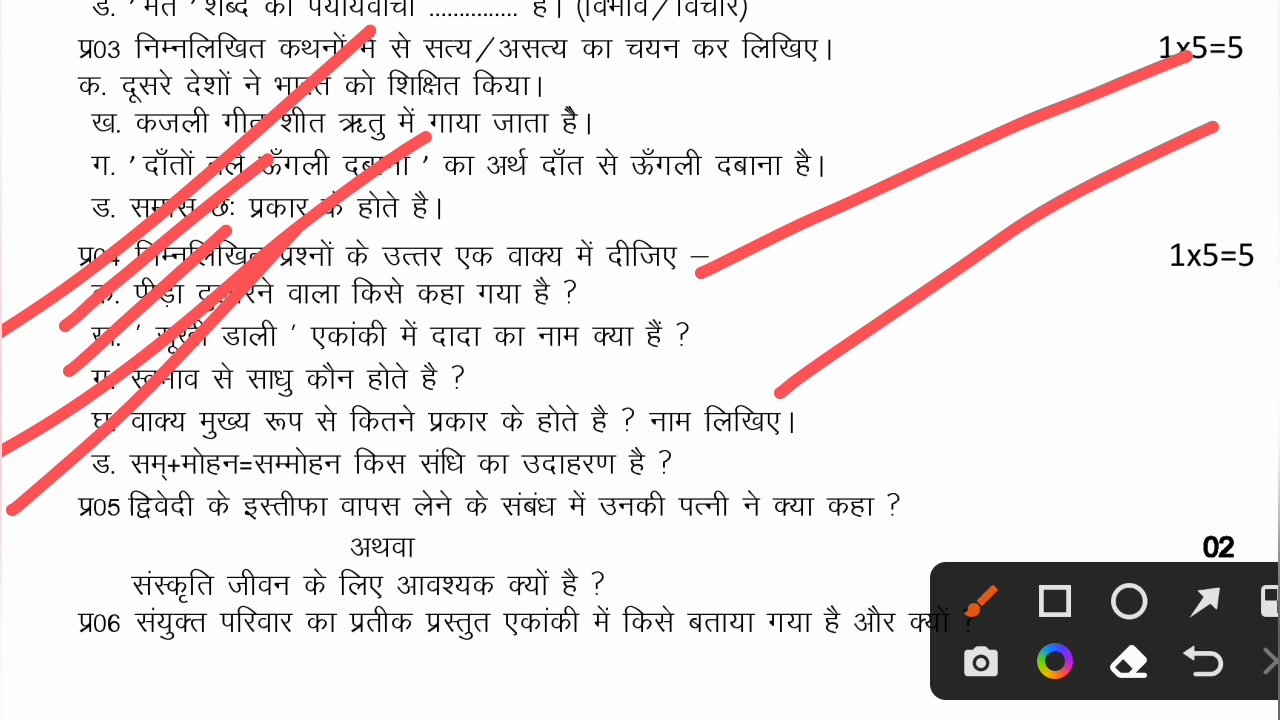 ड. ' मत ' शब्द का पर्यायवाची ............... है। (विभाव/विचार)
प्र03 निम्नलिखित कथनों में से सत्य/असत्य का चयन कर लिखिए। 1x5=5
क. दूसरे देशों ने भारत को शिक्षित किया।
ख. कजली गीत शीत ऋतु में गाया जाता है।
ग. ' दाँतों तले ऊँगली दबाना ' का अर्थ दाँत से ऊँगली दबाना है।
ड. समास छः प्रकार के होते है।
प्र04 निम्नलिखित प्रश्नों के उत्तर एक वाक्य में दीजिए – 1x5=5
क. पीड़ा दुलारने वाला किसे कहा गया है ?
ख. ' सूखी डाली ' एकांकी में दादा का नाम क्या हैं ?
ग. स्वभाव से साधु कौन होते है ?
घ. वाक्य मुख्य रूप से कितने प्रकार के होते है ? नाम लिखिए।
ड. सम्+मोहन=सम्मोहन किस संधि का उदाहरण है ?
प्र05 द्विवेदी के इस्तीफा वापस लेने के संबंध में उनकी पत्नी ने क्या कहा ?
अथवा 02
संस्कृति जीवन के लिए आवश्यक क्यों है ?
प्र06 संयुक्त परिवार का प्रतीक प्रस्तुत एकांकी में किसे बताया गया है और क्यों ?